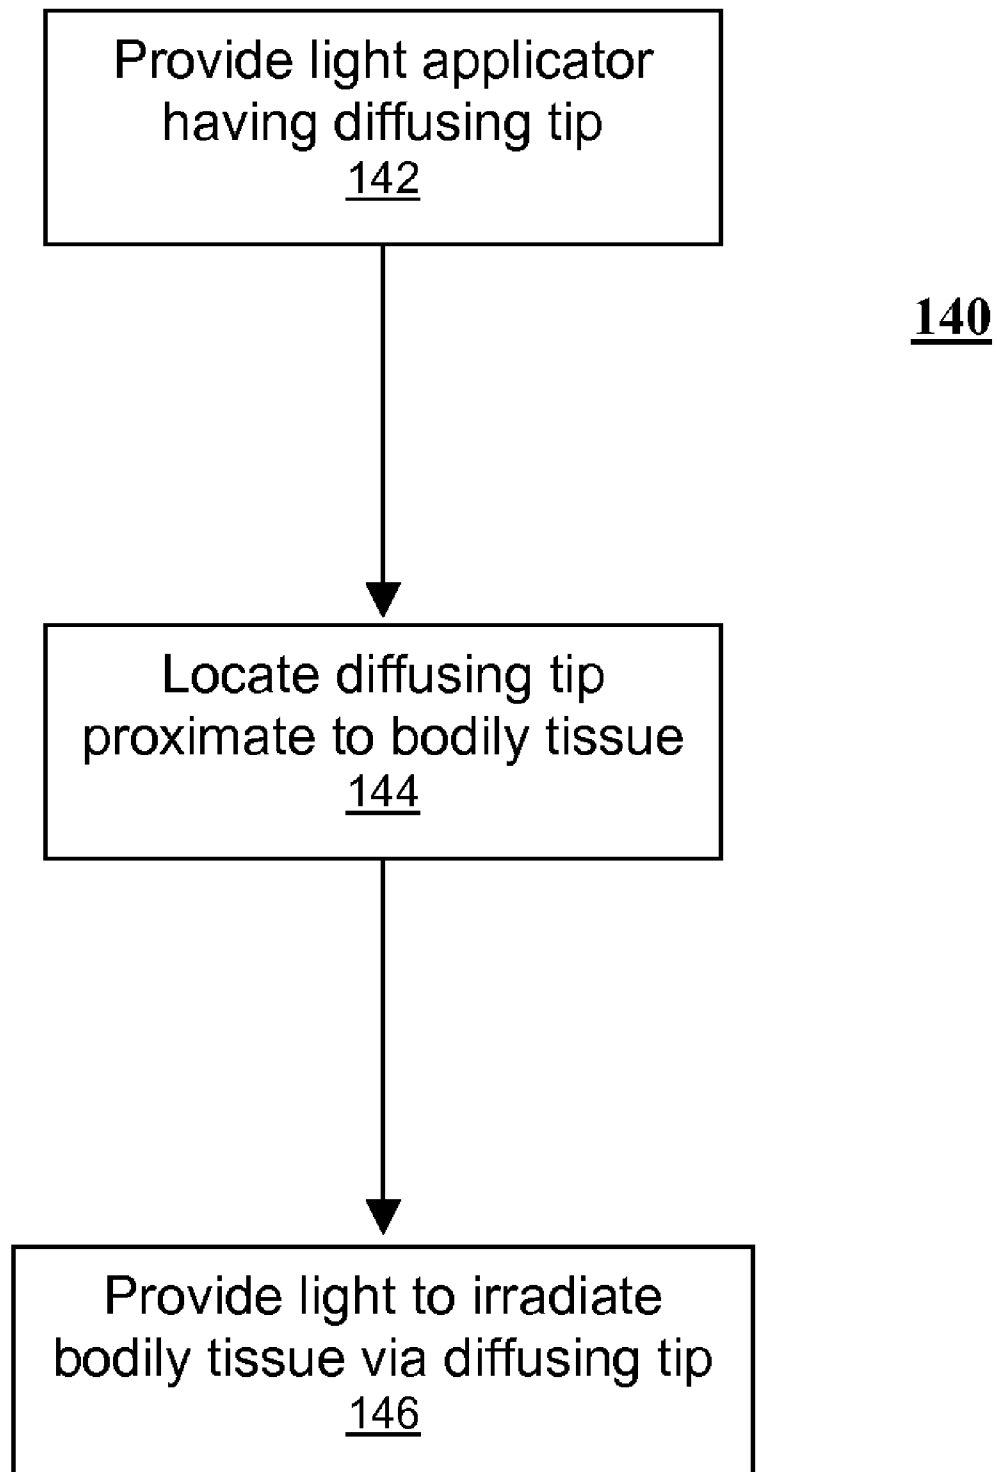 Provide light applicator
having diffusing tip
142
140
Locate diffusing tip
proximate to bodily tissue
144
Provide light to irradiate
bodily tissue via diffusing tip
146